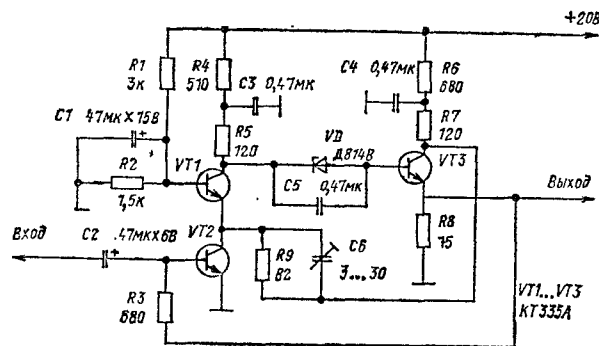 +20В
R1
3к
R4
510
C3
0,47мк
C4
0,47мк
R6
680
C1
47мк×15В
R5
120
R7
120
VD
Д814В
R2
1,5к
VT1
VT3
C5
0,47мк
Выход
Вход
C2
47мк×6В
VT2
R9
82
C6
3...30
R8
15
R3
680
VT1...VT3
КТ335А